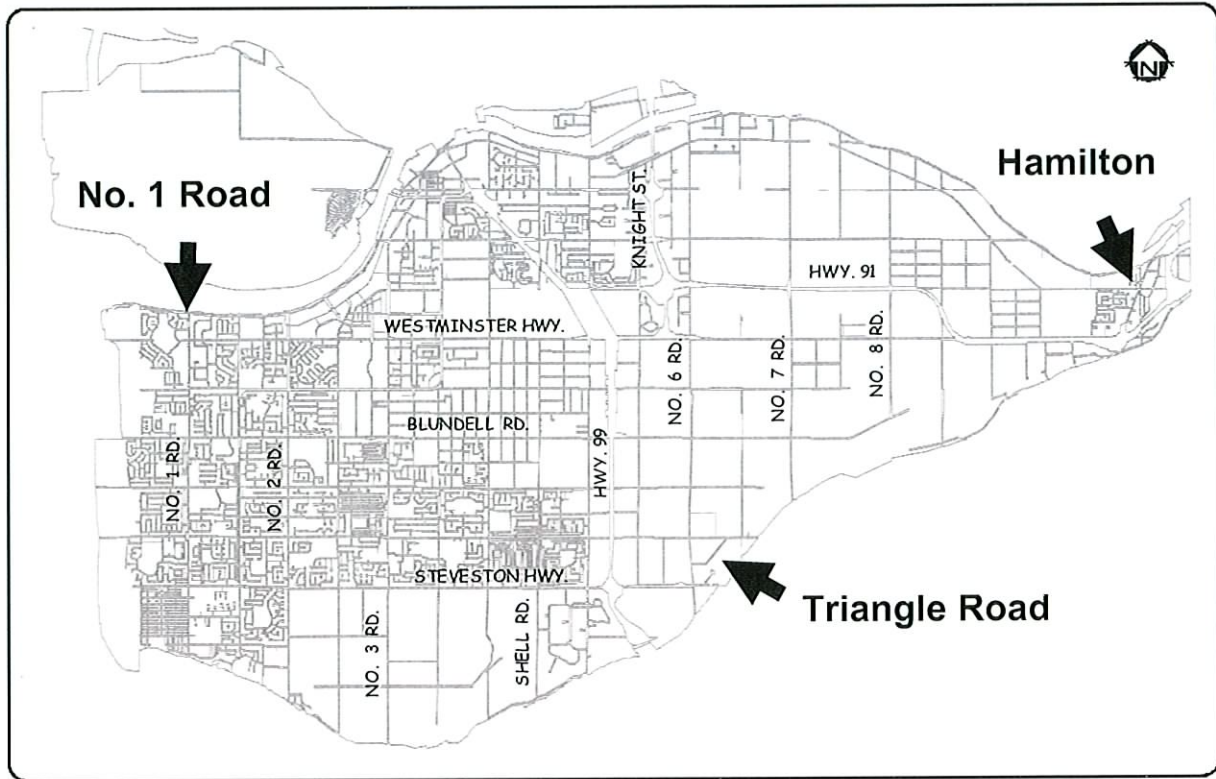 N
Hamilton
No. 1 Road
KNIGHT ST.
HWY. 91
WESTMINSTER HWY.
NO. 6 RD.
NO. 7 RD.
NO. 8 RD.
BLUNDELL RD.
NO. 1 RD.
NO. 2 RD.
HWY. 99
STEVESTON HWY.
Triangle Road
NO. 3 RD.
SHELL RD.